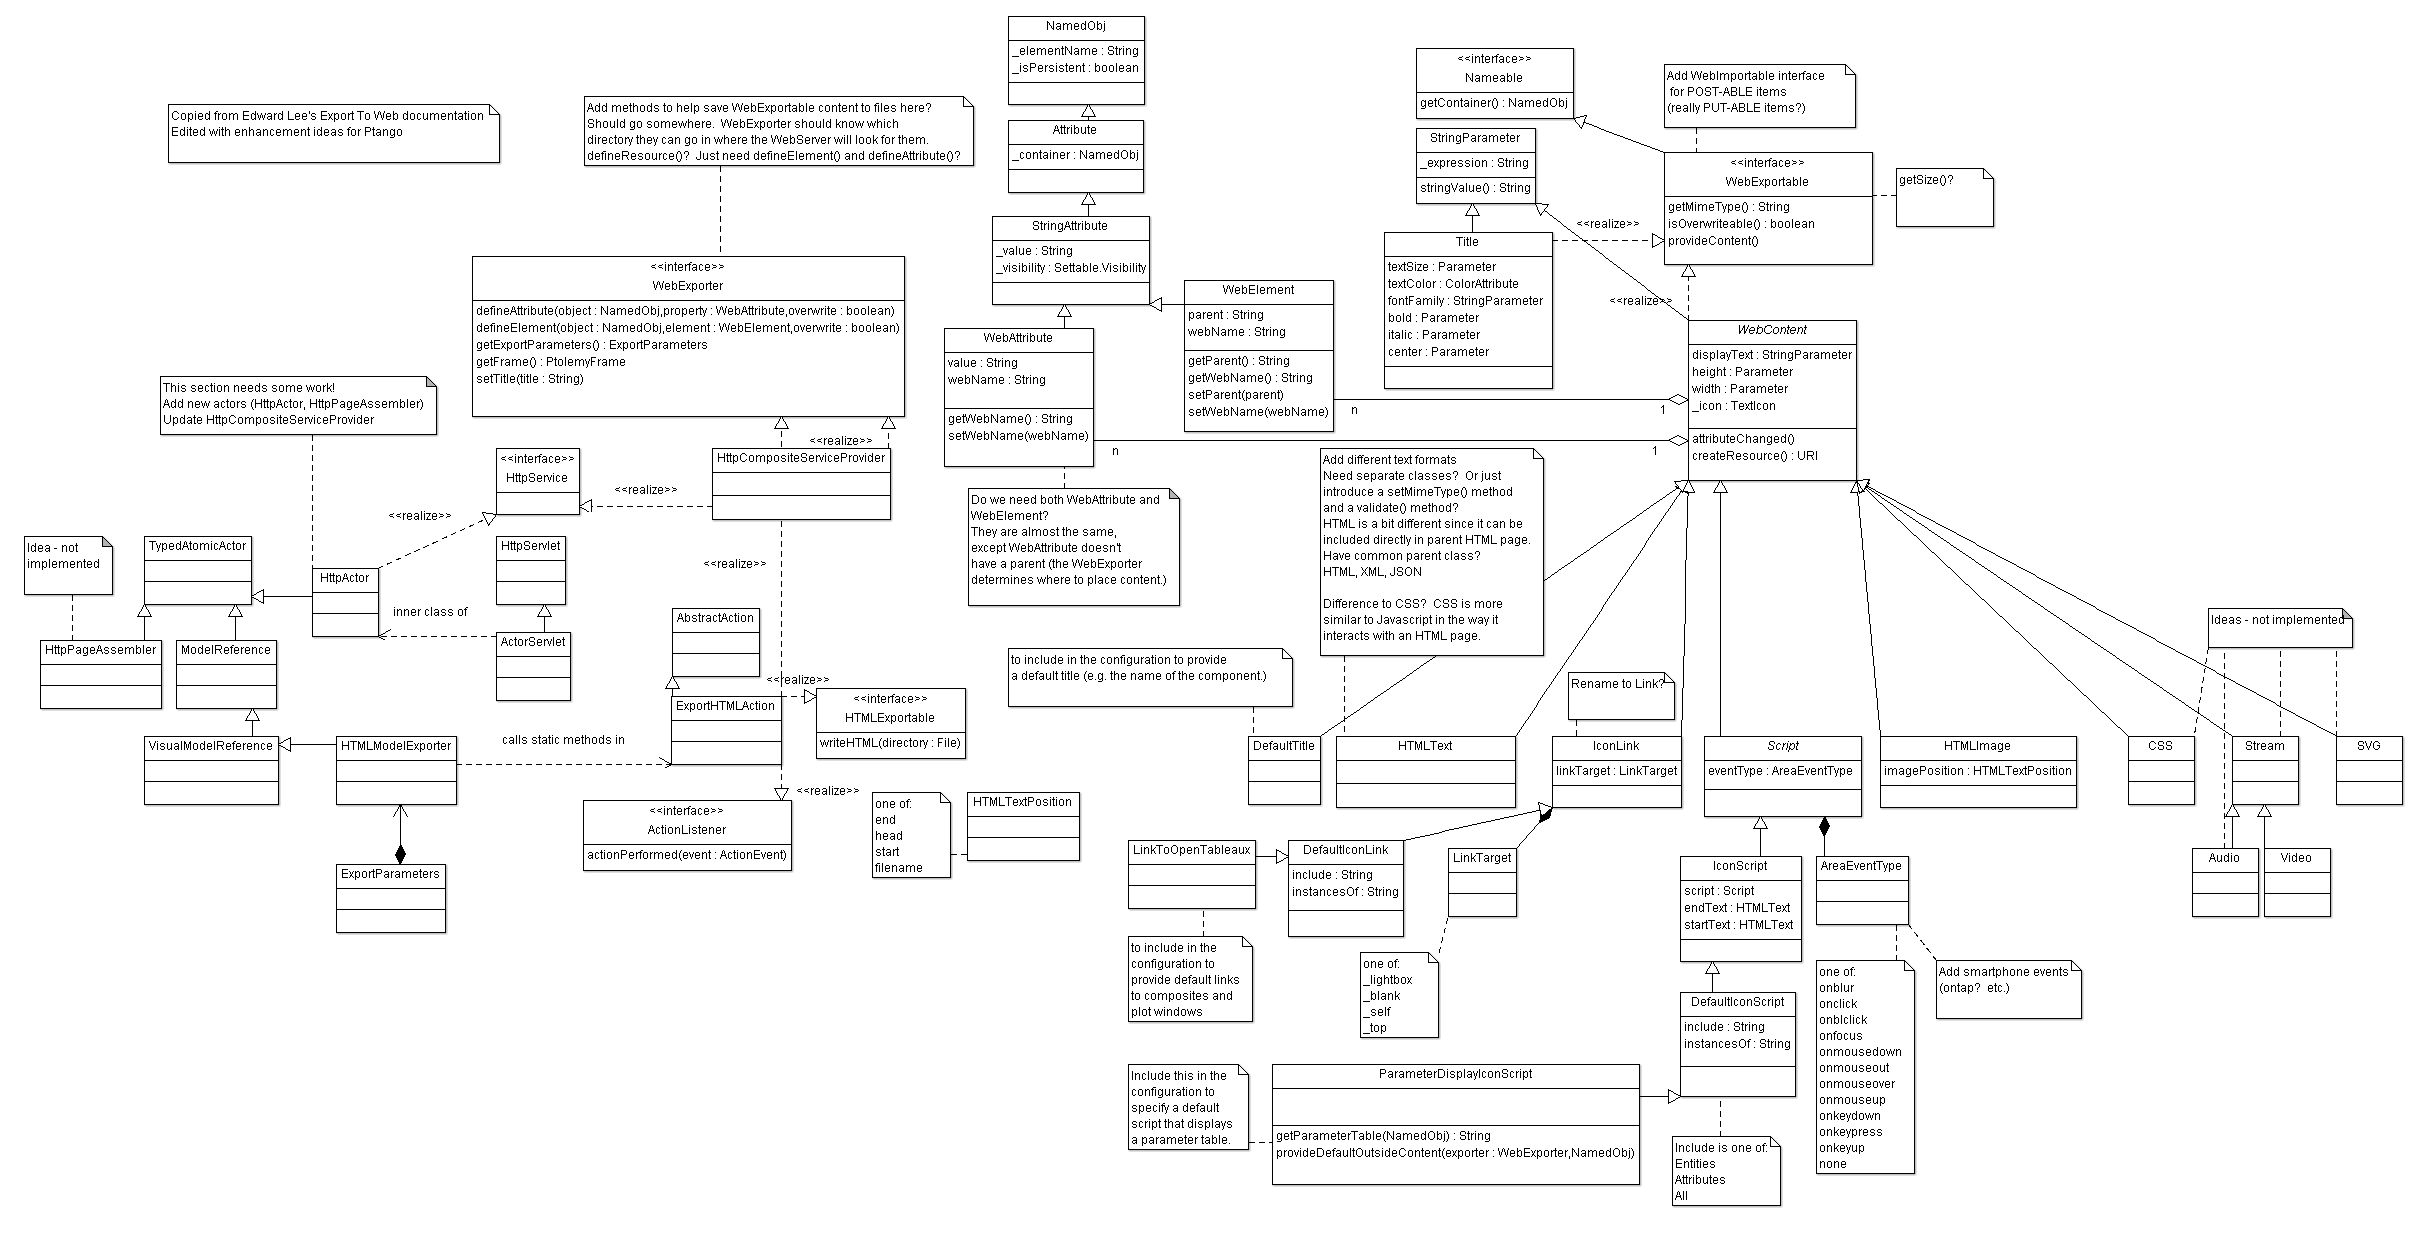 NamedObj
_elementName : String
_isPersistent : boolean
Attribute
_container : NamedObj
StringAttribute
_value : String
_visibility : Settable.Visibility
<<interface>>
Nameable
getContainer() : NamedObj
Add WebImportable interface
for POST-ABLE items
(really PUT-ABLE items?)
StringParameter
_expression : String
stringValue() : String
<<interface>>
WebExportable
getMimeType() : String
isOverwriteable() : boolean
provideContent()
getSize()?
Copied from Edward Lee's Export To Web documentation
Edited with enhancement ideas for Ptango
Add methods to help save WebExportable content to files here?
Should go somewhere. WebExporter should know which
directory they can go in where the WebServer will look for them.
defineResource()? Just need defineElement() and defineAttribute()?
<<realize>>
Title
textSize : Parameter
textColor : ColorAttribute
fontFamily : StringParameter
bold : Parameter
italic : Parameter
center : Parameter
<<realize>>
<<interface>>
WebExporter
defineAttribute(object : NamedObj,property : WebAttribute,overwrite : boolean)
defineElement(object : NamedObj,element : WebElement,overwrite : boolean)
getExportParameters() : ExportParameters
getFrame() : PtolemyFrame
setTitle(title : String)
WebElement
parent : String
webName : String
getParent() : String
getWebName() : String
setParent(parent)
setWebName(webName)
WebAttribute
value : String
webName : String
getWebName() : String
setWebName(webName)
n
1
n
1
WebContent
displayText : StringParameter
height : Parameter
width : Parameter
_icon : TextIcon
attributeChanged()
createResource() : URI
This section needs some work!
Add new actors (HttpActor, HttpPageAssembler)
Update HttpCompositeServiceProvider
<<realize>>
HttpCompositeServiceProvider
<<interface>>
HttpService
<<realize>>
<<realize>>
<<realize>>
Do we need both WebAttribute and
WebElement?
They are almost the same,
except WebAttribute doesn't
have a parent (the WebExporter
determines where to place content.)
Add different text formats
Need separate classes? Or just
introduce a setMimeType() method
and a validate() method?
HTML is a bit different since it can be
included directly in parent HTML page.
Have common parent class?
HTML, XML, JSON
Difference to CSS? CSS is more
similar to Javascript in the way it
interacts with an HTML page.
Idea - not
implemented
TypedAtomicActor
HttpActor
HttpServlet
inner class of
ActorServlet
HttpPageAssembler
ModelReference
AbstractAction
<<realize>>
ExportHTMLAction
<<interface>>
HTMLExportable
writeHTML(directory : File)
VisualModelReference
HTMLModelExporter
calls static methods in
<<realize>>
<<interface>>
ActionListener
actionPerformed(event : ActionEvent)
ExportParameters
one of:
end
head
start
filename
HTMLTextPosition
to include in the configuration to provide
a default title (e.g. the name of the component.)
Rename to Link?
Ideas - not implemented
DefaultTitle
HTMLText
IconLink
linkTarget : LinkTarget
Script
eventType : AreaEventType
HTMLImage
imagePosition : HTMLTextPosition
CSS
Stream
SVG
LinkToOpenTableaux
DefaultIconLink
include : String
instancesOf : String
LinkTarget
IconScript
script : Script
endText : HTMLText
startText : HTMLText
AreaEventType
Audio
Video
to include in the
configuration to
provide default links
to composites and
plot windows
one of:
_lightbox
_blank
_self
_top
DefaultIconScript
include : String
instancesOf : String
one of:
onblur
onclick
onblclick
onfocus
onmousedown
onmouseout
onmouseover
onmouseup
onkeydown
onkeypress
onkeyup
none
Add smartphone events
(ontap? etc.)
Include this in the
configuration to
specify a default
script that displays
a parameter table.
ParameterDisplayIconScript
getParameterTable(NamedObj) : String
provideDefaultOutsideContent(exporter : WebExporter,NamedObj)
Include is one of:
Entities
Attributes
All